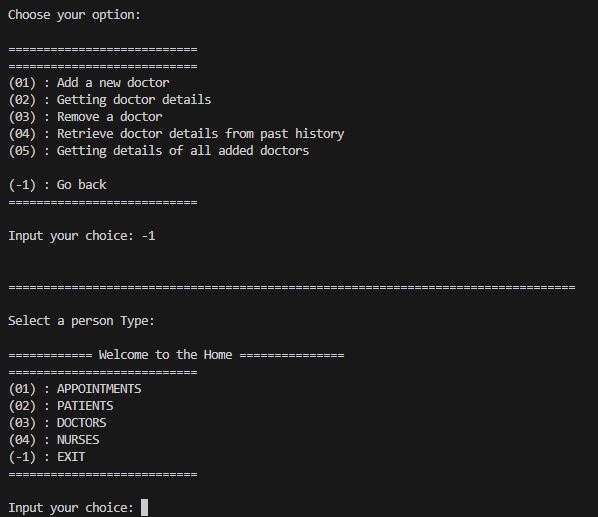 Choose your option:
===========================
===========================
(01) : Add a new doctor
(02) : Getting doctor details
(03) : Remove a doctor
(04) : Retrieve doctor details from past history
(05) : Getting details of all added doctors
(-1) : Go back
===========================
Input your choice: -1
=================================================================================
Select a person Type:
============ Welcome to the Home ===============
===========================
(01) : APPOINTMENTS
(02) : PATIENTS
(03) : DOCTORS
(04) : NURSES
(-1) : EXIT
===========================
Input your choice: